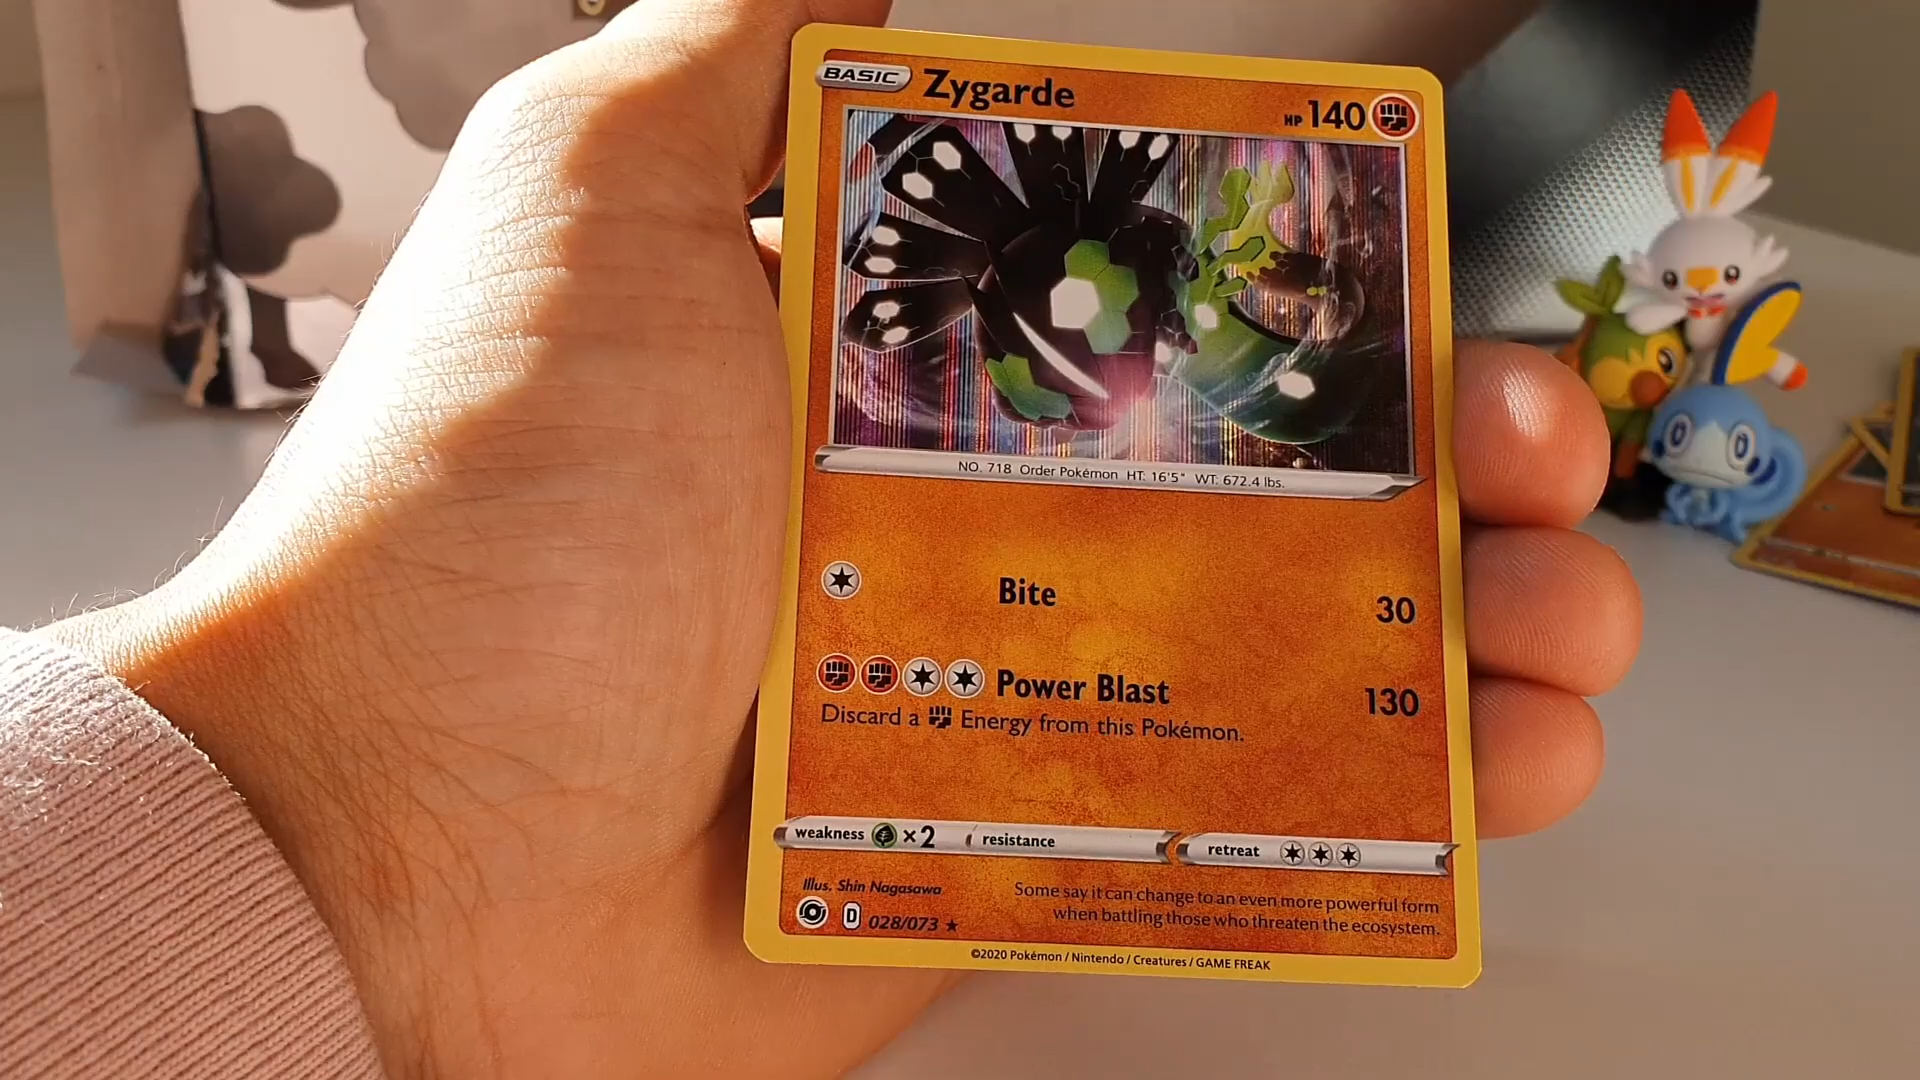 BASIC Zygarde HP 140
NO. 718 Order Pokémon HT: 16'5" WT: 672.4 lbs.
Bite 30
Power Blast 130
Discard a Energy from this Pokémon.
weakness ×2 resistance retreat
Illus. Shin Nagasawa
Some say it can change to an even more powerful form
when battling those who threaten the ecosystem.
D 028/073 ★
©2020 Pokémon / Nintendo / Creatures / GAME FREAK